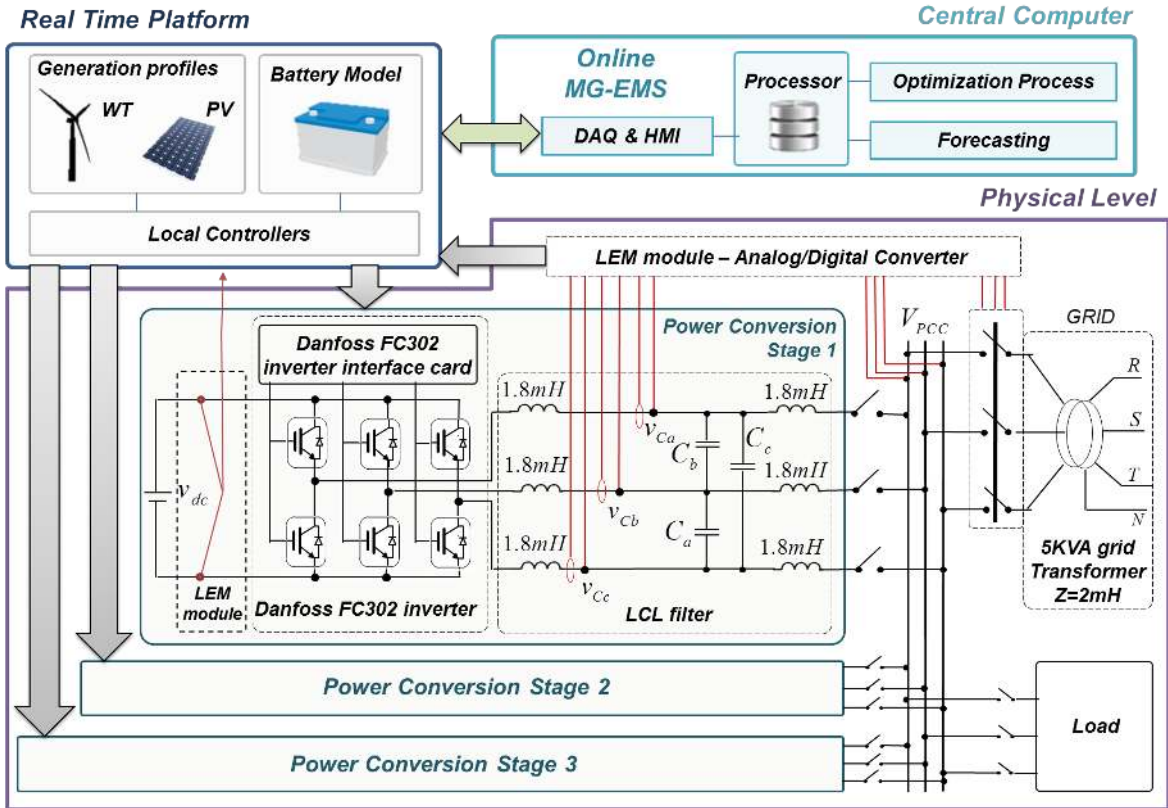 Real Time Platform
Central Computer
Generation profiles
WT
PV
Battery Model
Local Controllers
Online
MG-EMS
DAQ & HMI
Processor
Optimization Process
Forecasting
Physical Level
LEM module – Analog/Digital Converter
Power Conversion
Stage 1
Danfoss FC302
inverter interface card
V_PCC
GRID
1.8mH
1.8mH
v_Ca
C_b
C_c
R
S
T
N
v_dc
1.8mH
1.8mII
v_Cb
C_a
1.8mII
1.8mH
v_Cc
LEM
module
Danfoss FC302 inverter
LCL filter
5KVA grid
Transformer
Z=2mH
Power Conversion Stage 2
Power Conversion Stage 3
Load